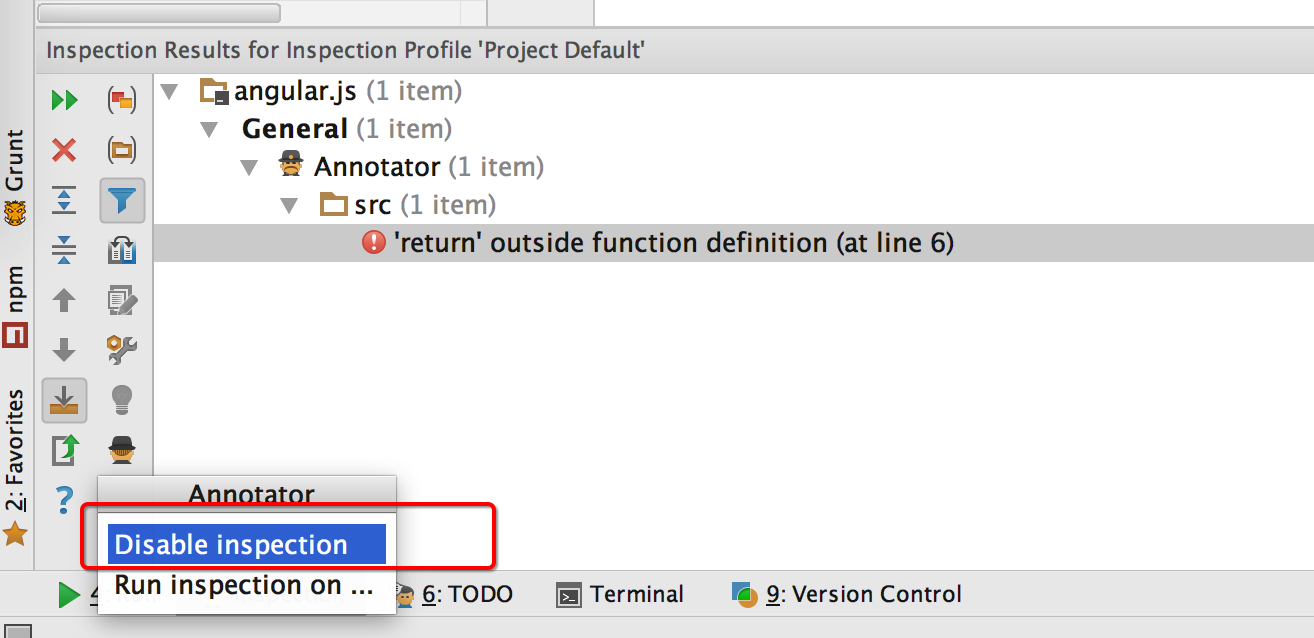 Inspection Results for Inspection Profile 'Project Default'
angular.js (1 item)
General (1 item)
Annotator (1 item)
src (1 item)
'return' outside function definition (at line 6)
Grunt
npm
2: Favorites
Annotator
Disable inspection
Run inspection on ...
4
6: TODO
Terminal
9: Version Control